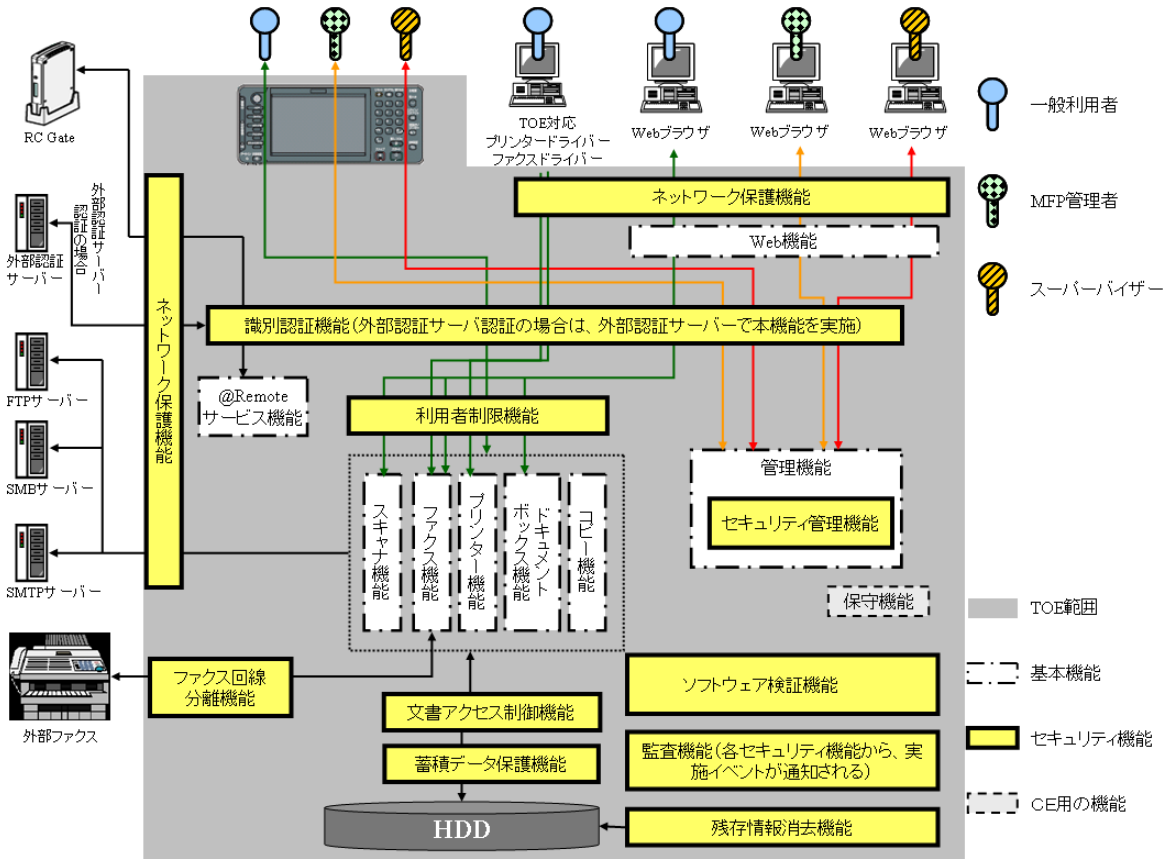 RC Gate
TOE対応
プリンタードライバー
ファクスドライバー
Webブラウザ
Webブラウザ
Webブラウザ
一般利用者
MFP管理者
スーパーバイザー
外部認証サーバー
認証の場合
外部認証
サーバー
ネットワーク保護機能
ネットワーク保護機能
Web機能
識別認証機能（外部認証サーバ認証の場合は、外部認証サーバーで本機能を実施）
FTPサーバー
SMBサーバー
SMTPサーバー
@Remote
サービス機能
利用者制限機能
スキャナ機能
ファクス機能
プリンター機能
ドキュメント
ボックス機能
コピー機能
管理機能
セキュリティ管理機能
保守機能
外部ファクス
ファクス回線
分離機能
文書アクセス制御機能
蓄積データ保護機能
HDD
ソフトウェア検証機能
監査機能（各セキュリティ機能から、実
施イベントが通知される）
残存情報消去機能
TOE範囲
基本機能
セキュリティ機能
CE用の機能